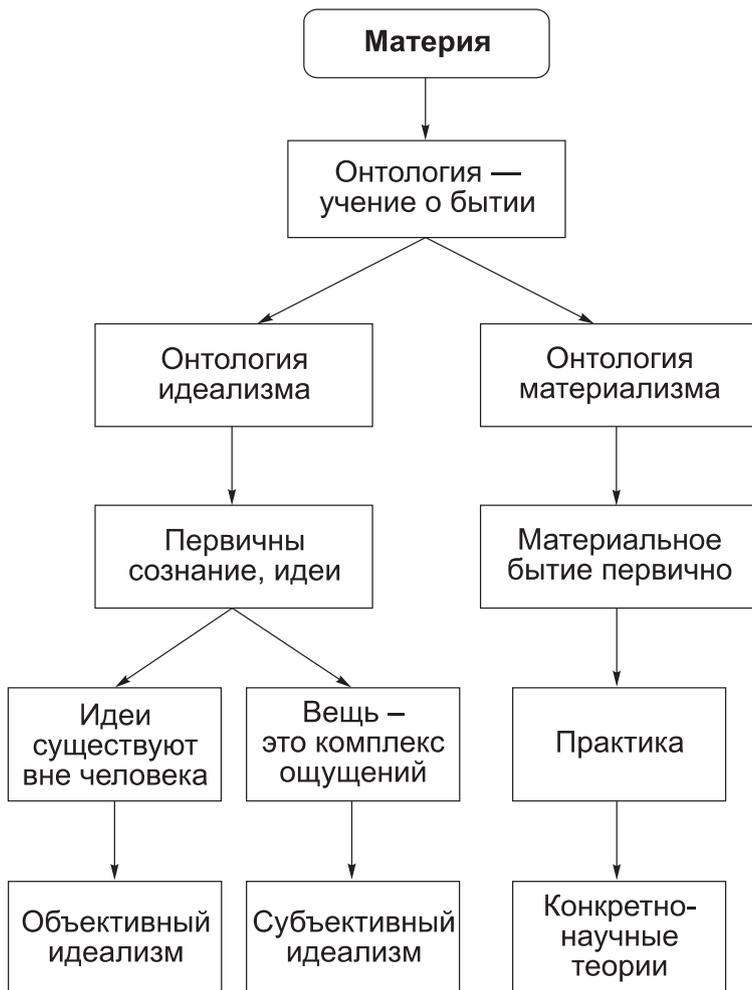 Материя
Онтология —
учение о бытии
Онтология
идеализма
Онтология
материализма
Первичны
сознание, идеи
Материальное
бытие первично
Идеи
существуют
вне человека
Вещь –
это комплекс
ощущений
Практика
Объективный
идеализм
Субъективный
идеализм
Конкретно-
научные
теории